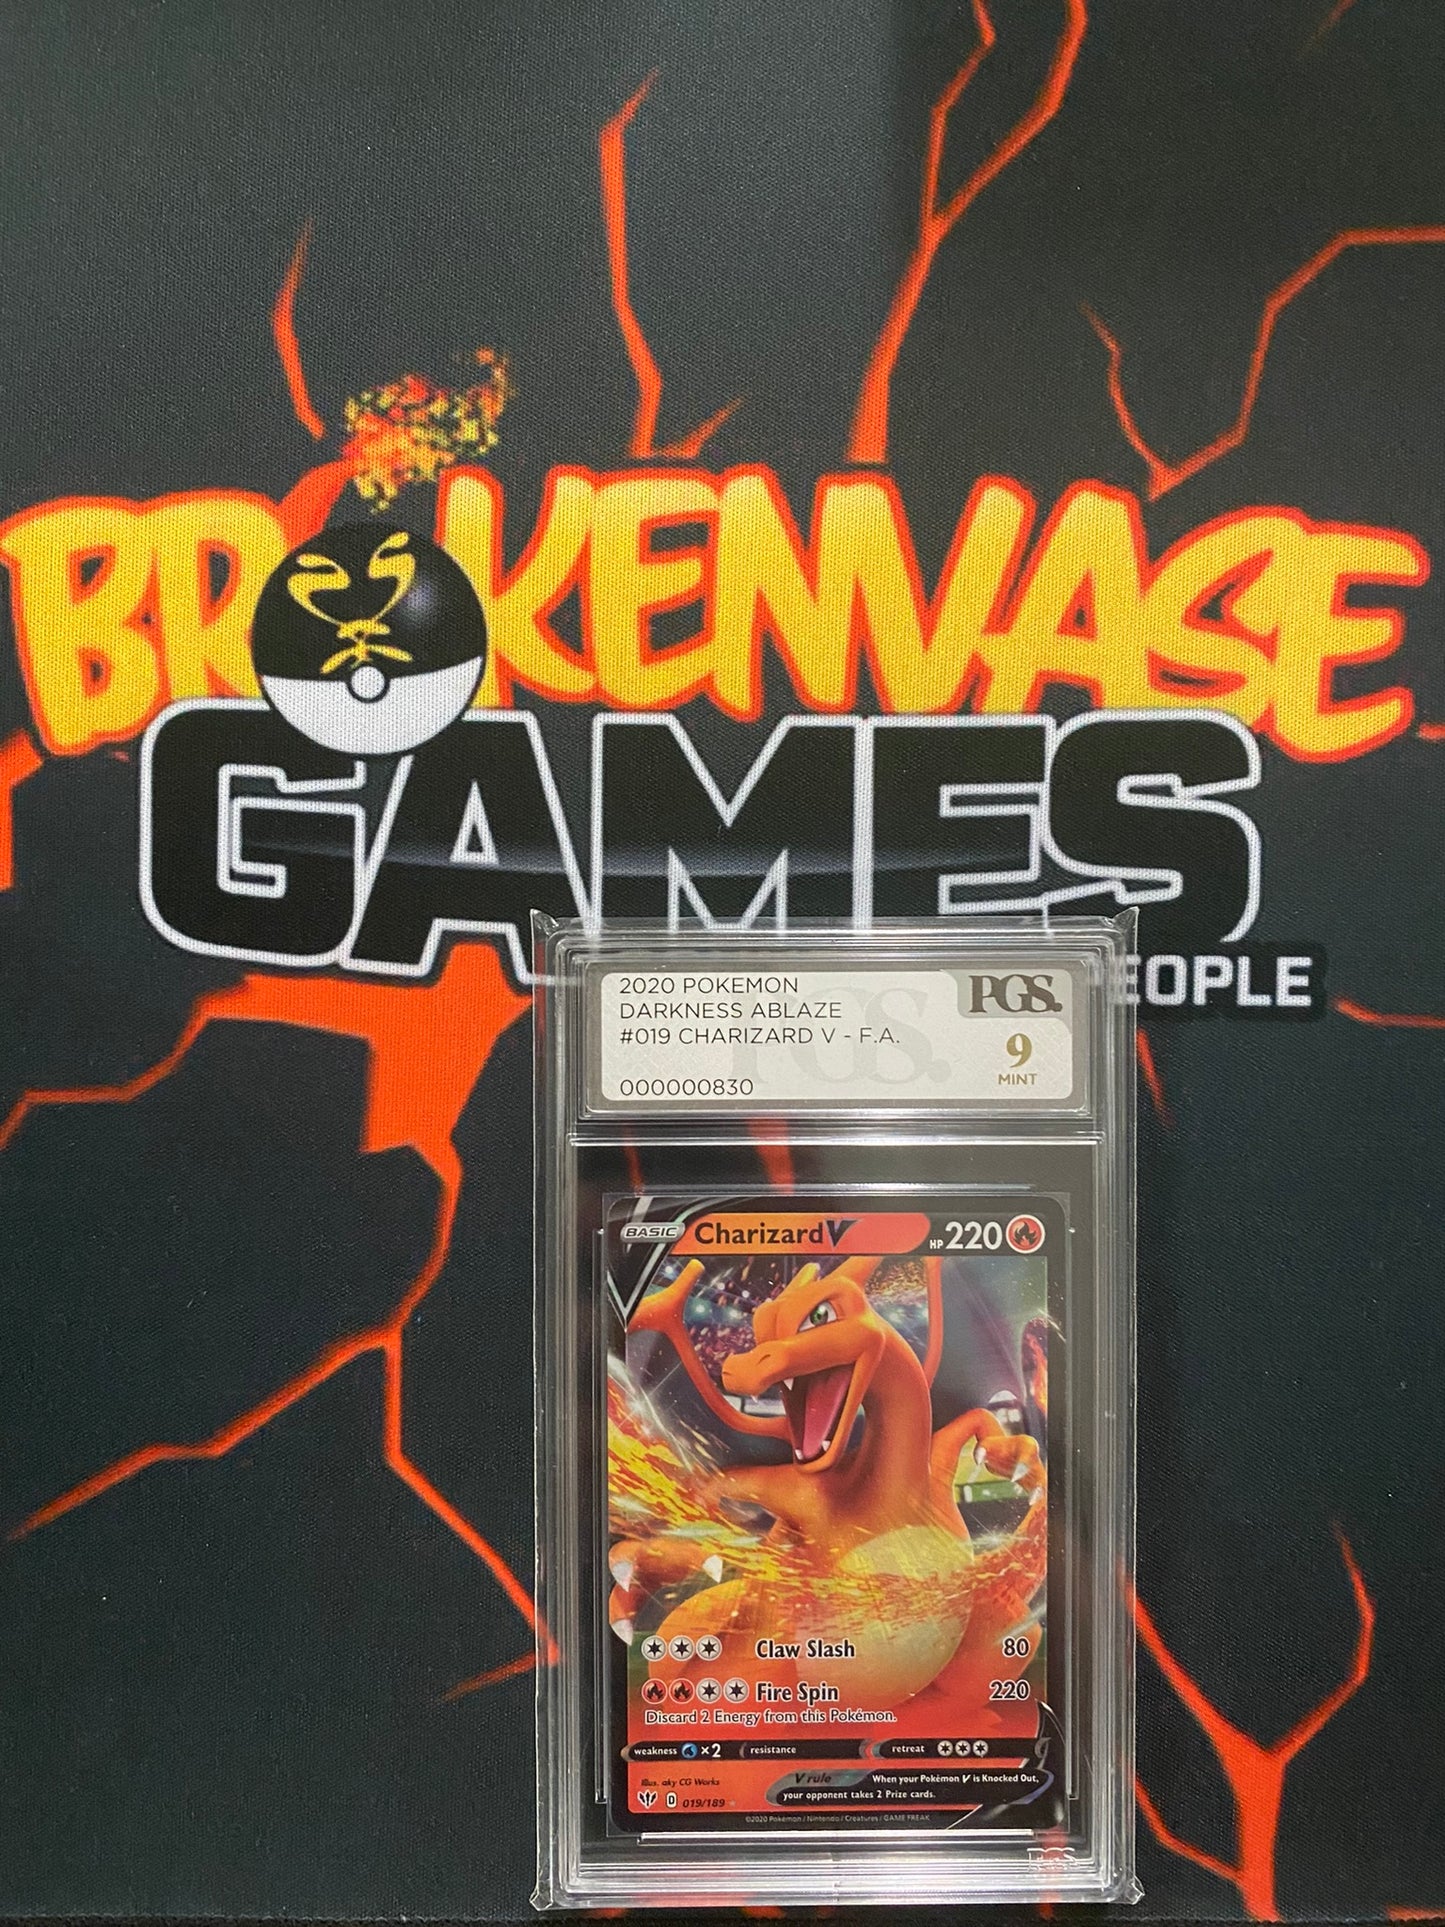 BROKENVASE
GAMES
EOPLE
2020 POKEMON
DARKNESS ABLAZE
#019 CHARIZARD V - F.A.
000000830
PGS.
9
MINT
PGS.
BASIC Charizard V HP 220
Claw Slash 80
Fire Spin 220
Discard 2 Energy from this Pokémon.
weakness ×2 resistance retreat
Illus. aky CG Works
D 019/189
V rule When your Pokémon V is Knocked Out,
your opponent takes 2 Prize cards.
©2020 Pokémon / Nintendo / Creatures / GAME FREAK
PGS